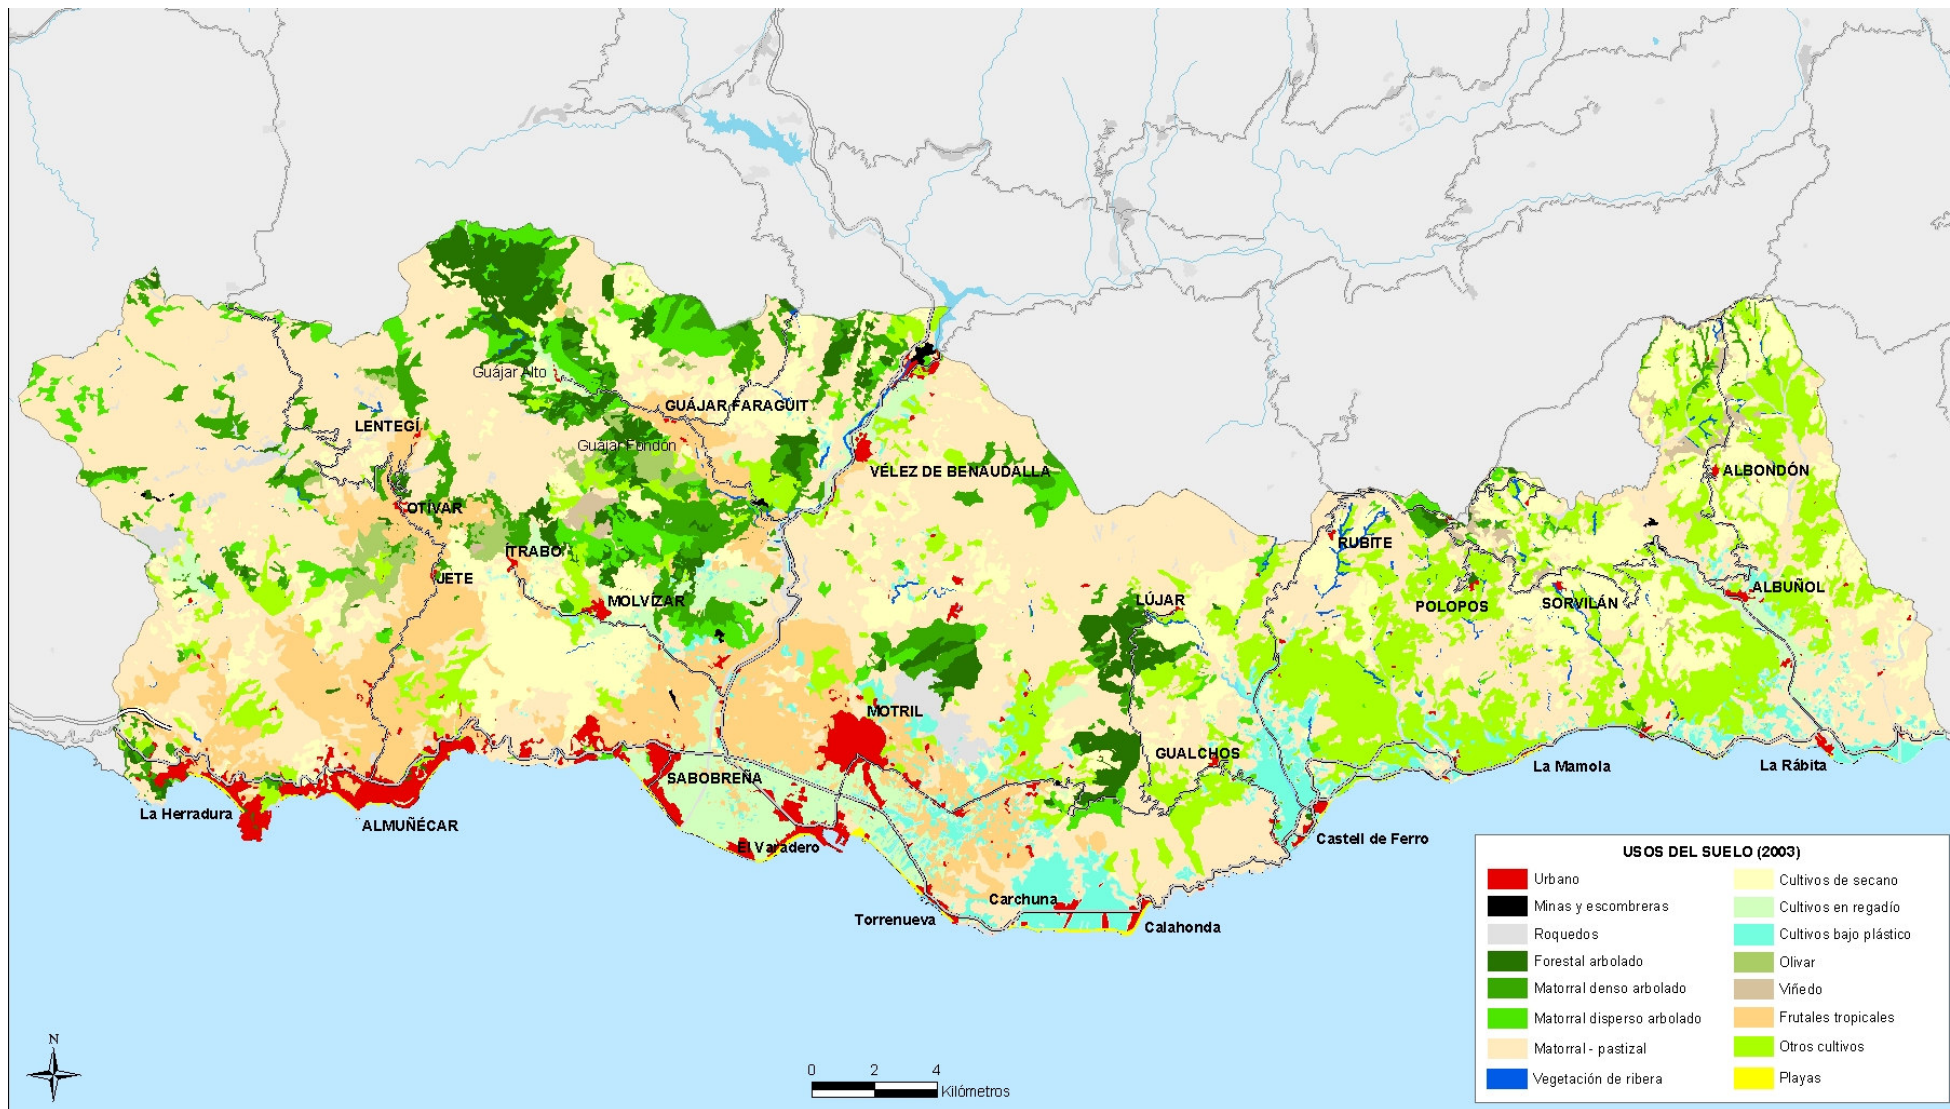 Guájar Alto
GUÁJAR FARAGUIT
LENTEGÍ
Guájar Fondón
VÉLEZ DE BENAUDALLA
ALBONDÓN
OTÍVAR
RUBITE
ÍTRABO
JETE
MOLVÍZAR
LÚJAR
POLOPOS
SORVILÁN
ALBUÑOL
MOTRIL
GUALCHOS
SABOBREÑA
La Mamola
La Rábita
La Herradura
ALMUÑÉCAR
El Varadero
Castell de Ferro
Carchuna
Torrenueva
Calahonda
USOS DEL SUELO (2003)
Urbano
Minas y escombreras
Roquedos
Forestal arbolado
Matorral denso arbolado
Matorral disperso arbolado
Matorral - pastizal
Vegetación de ribera
Cultivos de secano
Cultivos en regadío
Cultivos bajo plástico
Olivar
Viñedo
Frutales tropicales
Otros cultivos
Playas
N
0 2 4
Kilómetros